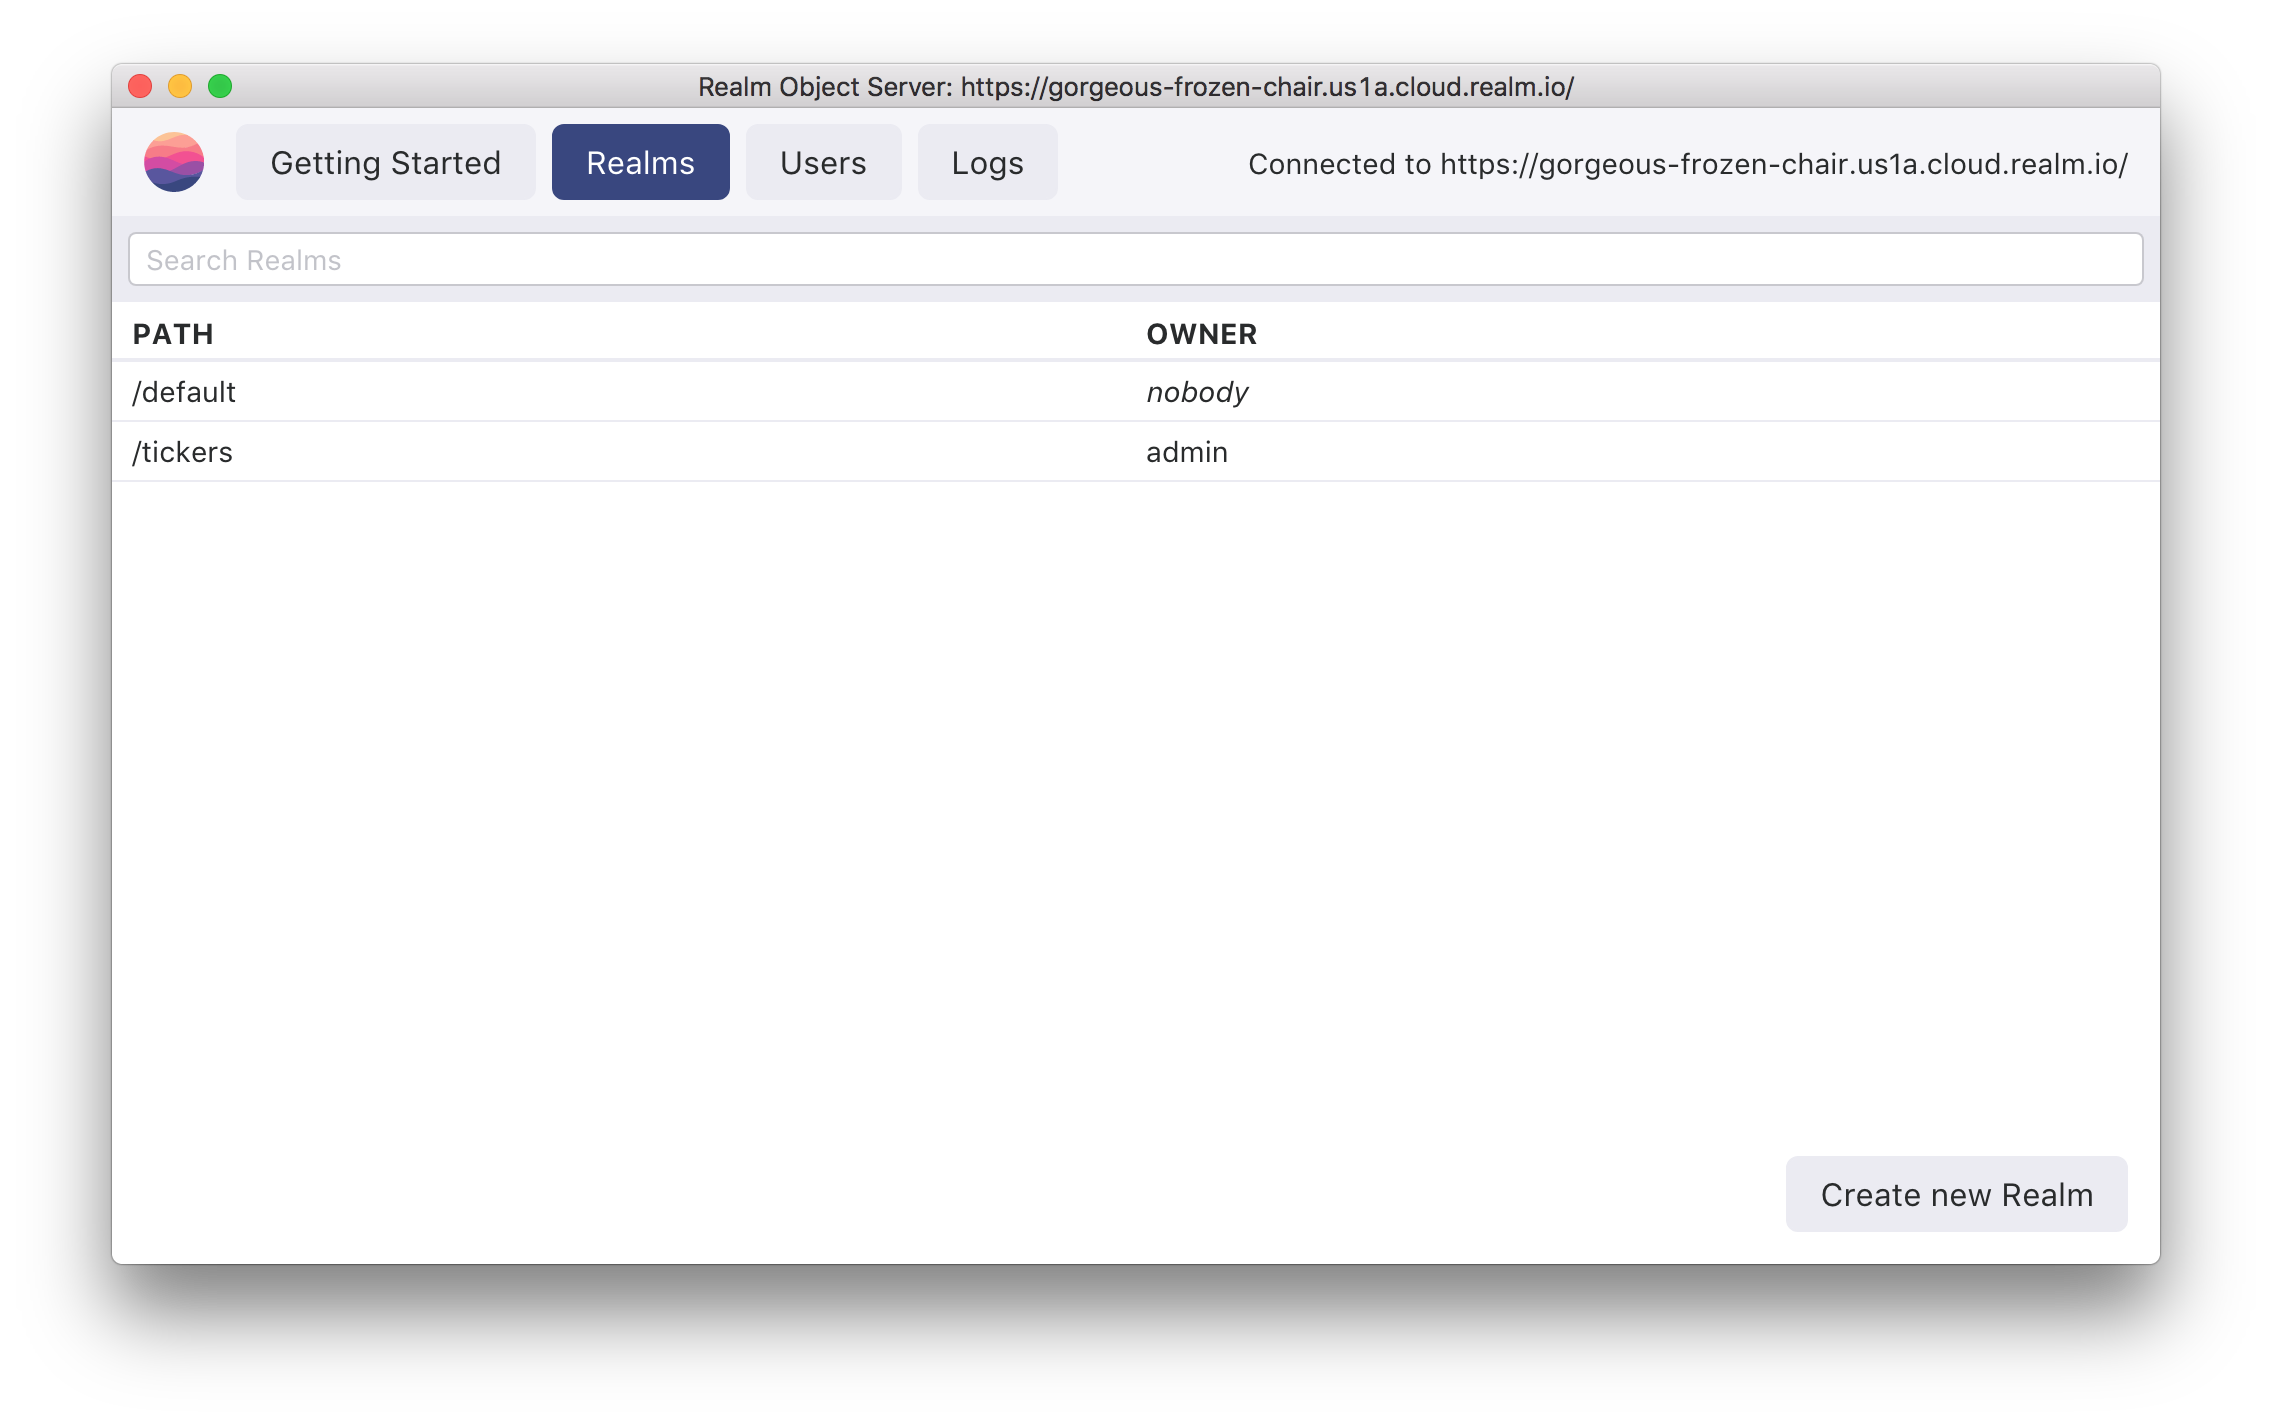 Realm Object Server: https://gorgeous-frozen-chair.us1a.cloud.realm.io/
Getting Started Realms Users Logs Connected to https://gorgeous-frozen-chair.us1a.cloud.realm.io/
Search Realms
PATH OWNER
/default nobody
/tickers admin
Create new Realm